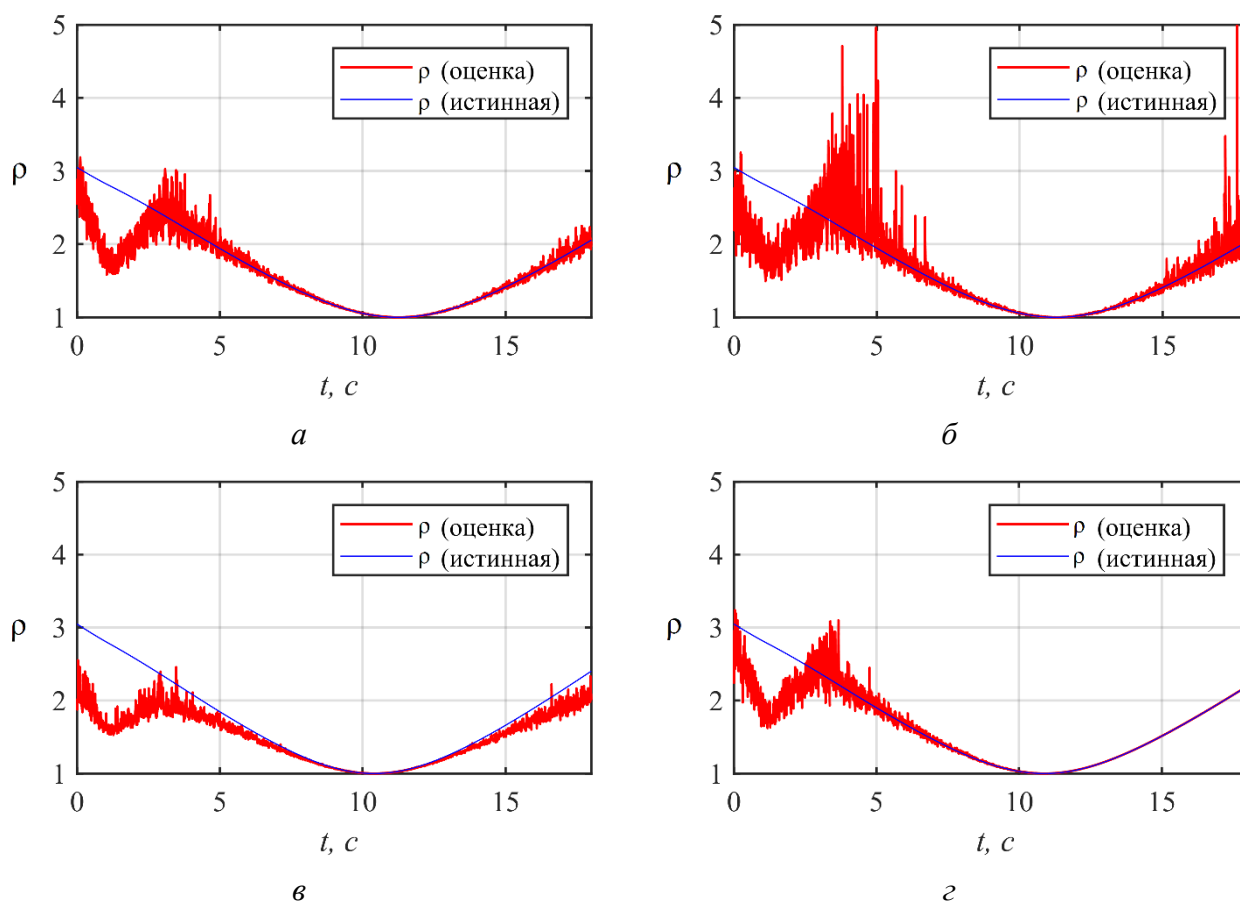 5
4
3
2
1
ρ
ρ (оценка)
ρ (истинная)
0 5 10 15
t, с
а
5
4
3
2
1
ρ
ρ (оценка)
ρ (истинная)
0 5 10 15
t, с
б
5
4
3
2
1
ρ
ρ (оценка)
ρ (истинная)
0 5 10 15
t, с
в
5
4
3
2
1
ρ
ρ (оценка)
ρ (истинная)
0 5 10 15
t, с
г